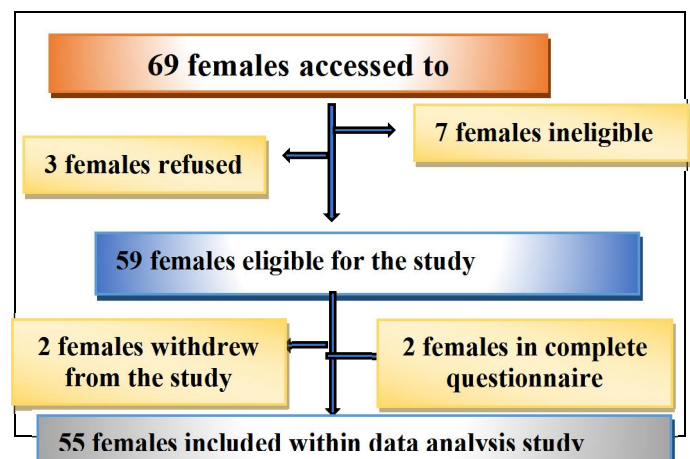 69 females accessed to
7 females ineligible
3 females refused
59 females eligible for the study
2 females withdrew
from the study
2 females in complete
questionnaire
55 females included within data analysis study